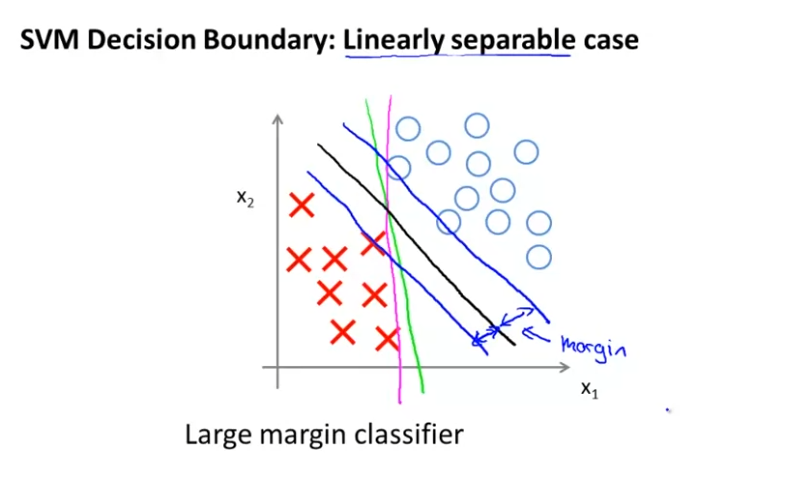 SVM Decision Boundary: Linearly separable case
x2
margin
x1
Large margin classifier